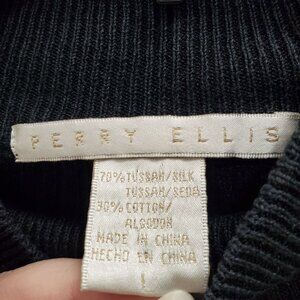 PERRY ELLIS
70% TUSSAH/SILK
TUSSAH/SEDA
30% COTTON/
ALGODON
MADE IN CHINA
HECHO EN CHINA